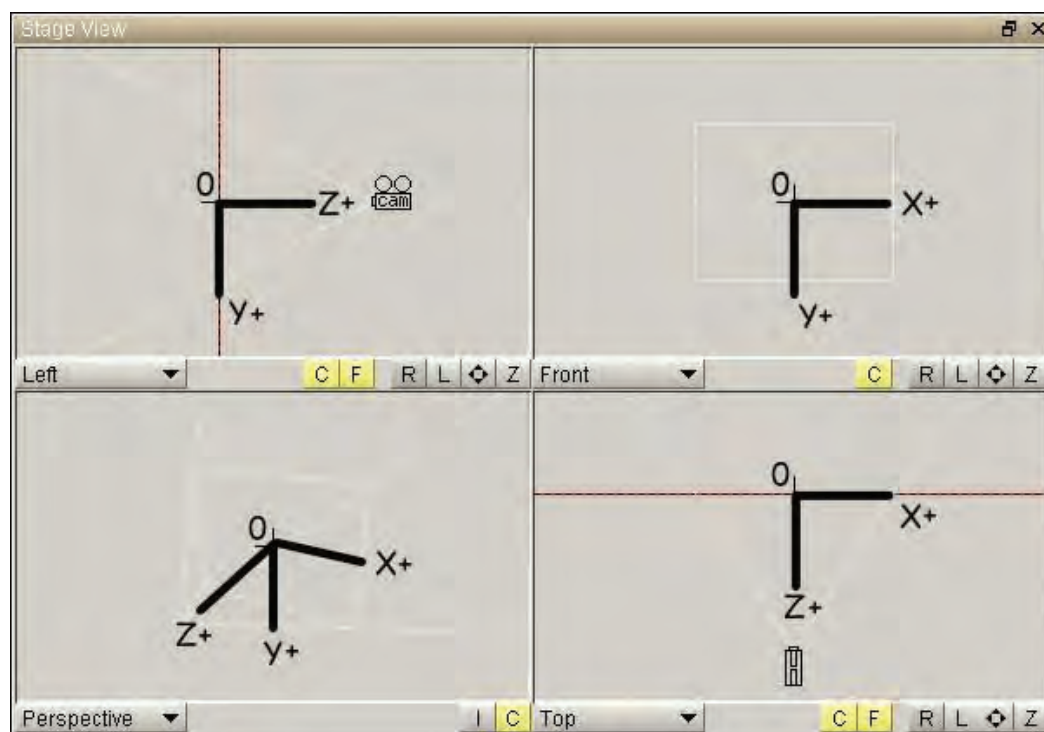 Stage View
0
Z+
cam
Y+
0
X+
Y+
Left C F R L Z
Front C R L Z
0
X+
Z+
Y+
0
X+
Z+
Perspective I C
Top C F R L Z